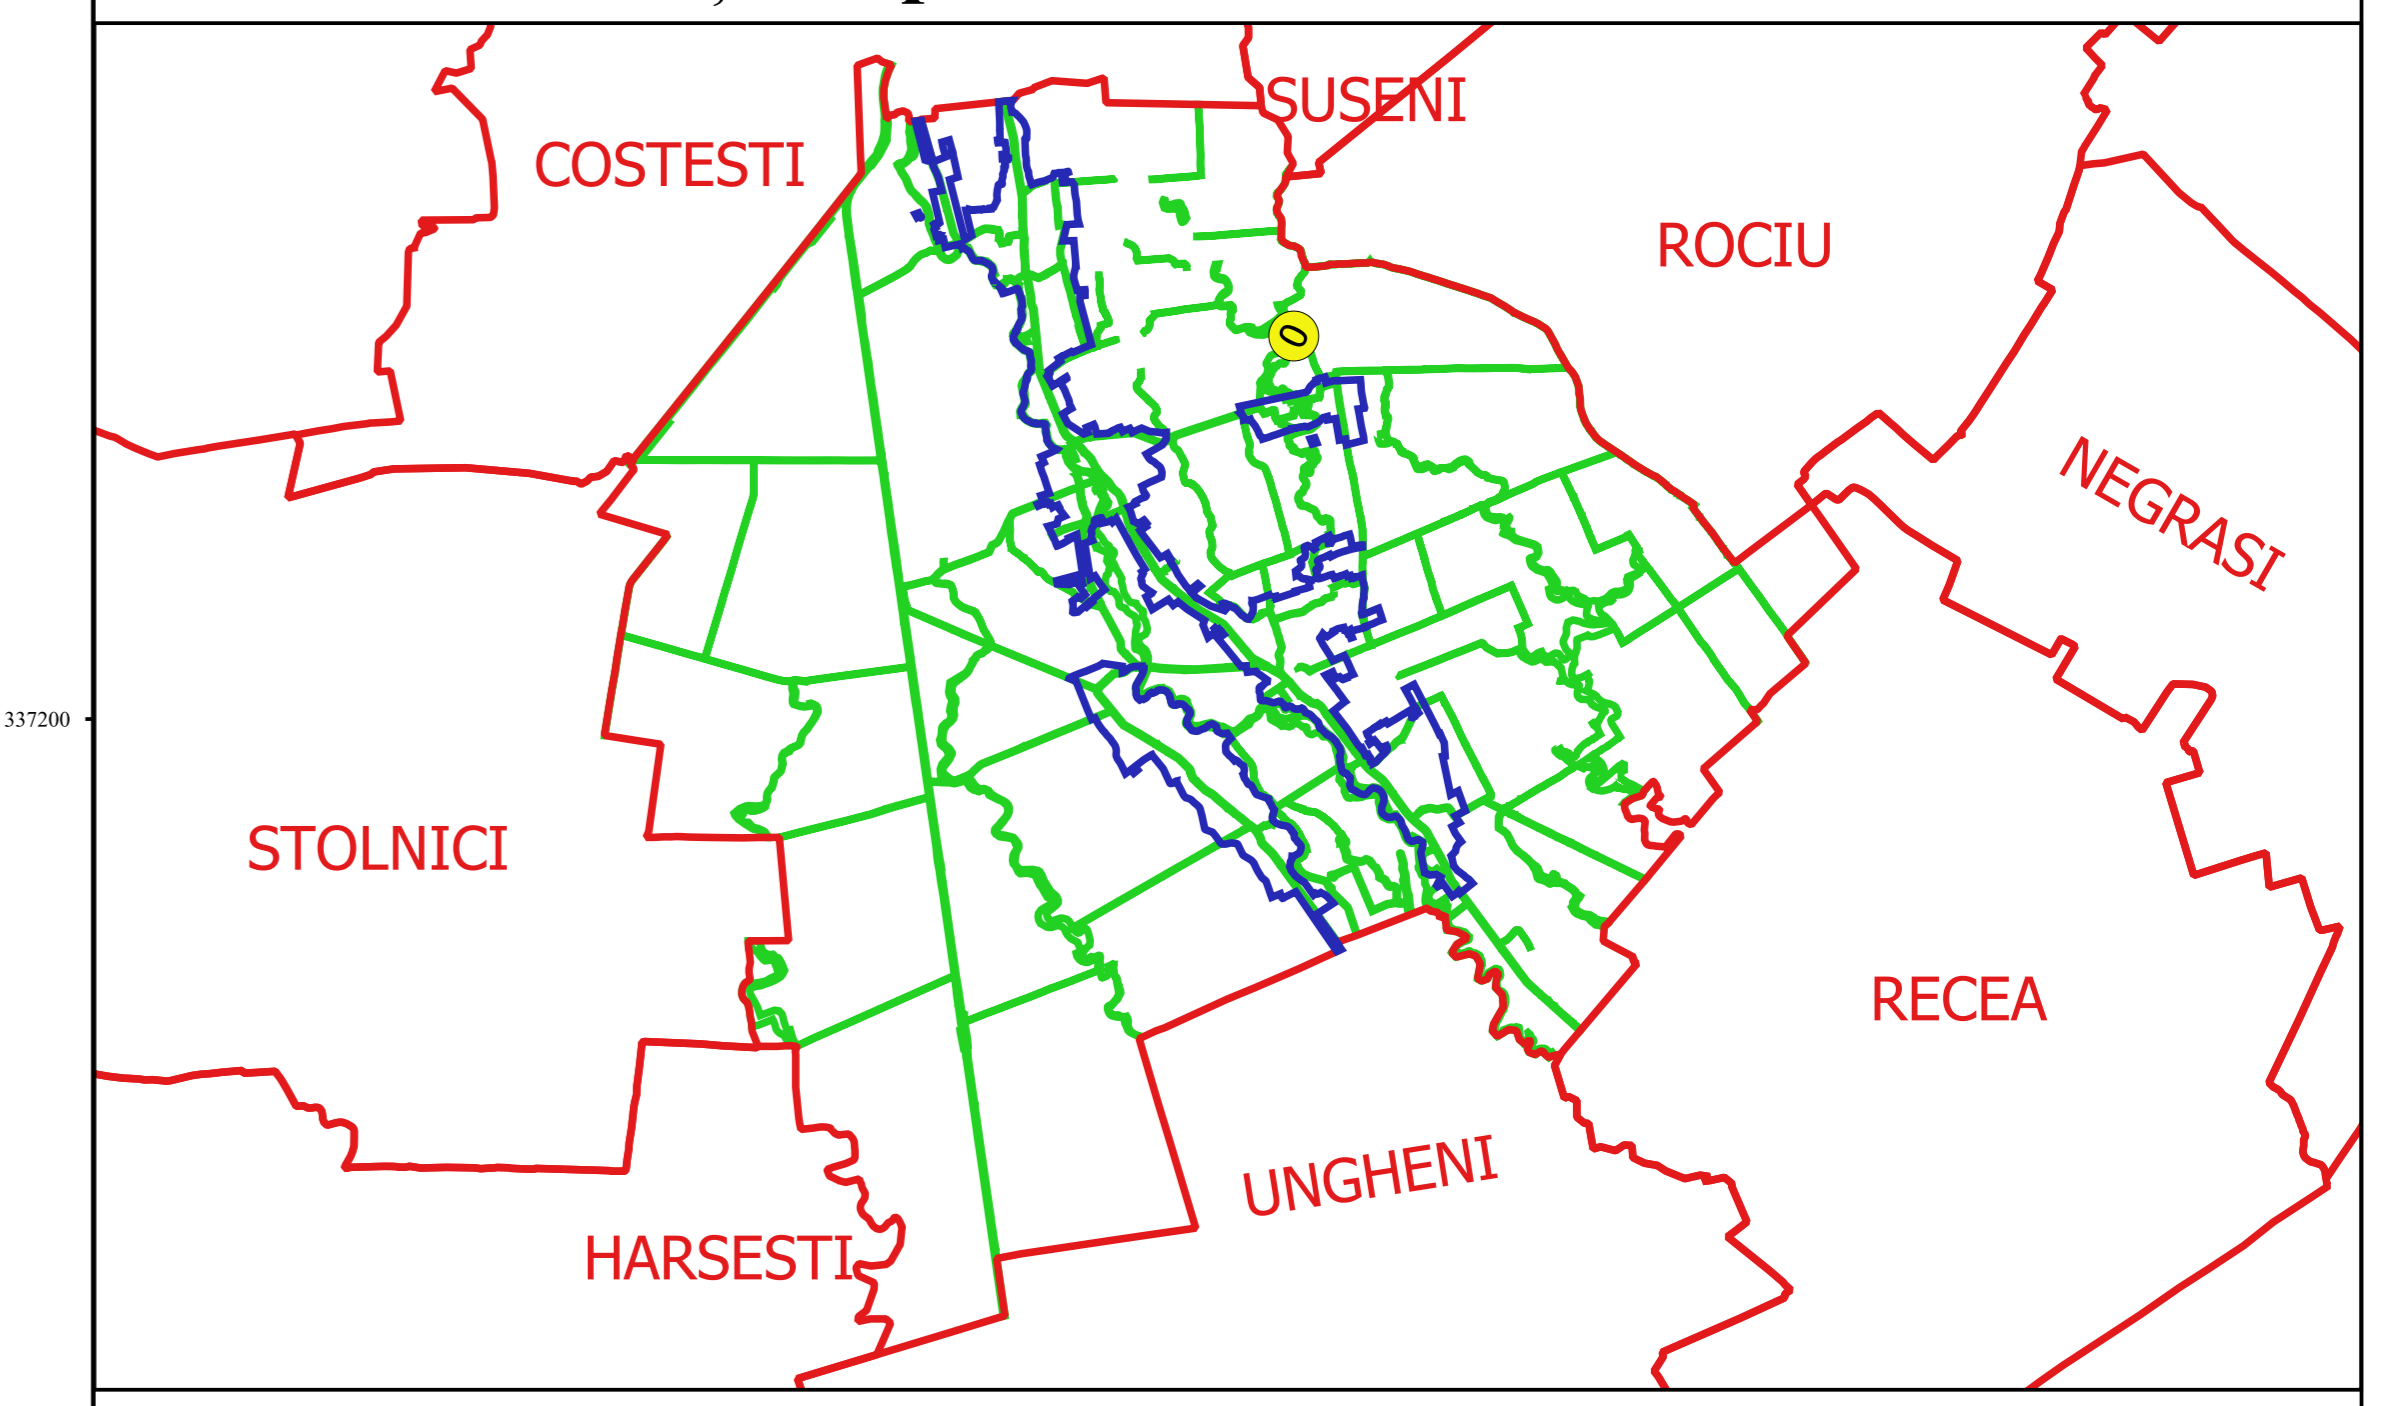 SUSENI
COSTESTI
ROCIU
0
NEGRASI
337200
STOLNICI
RECEA
UNGHENI
HARSESTI